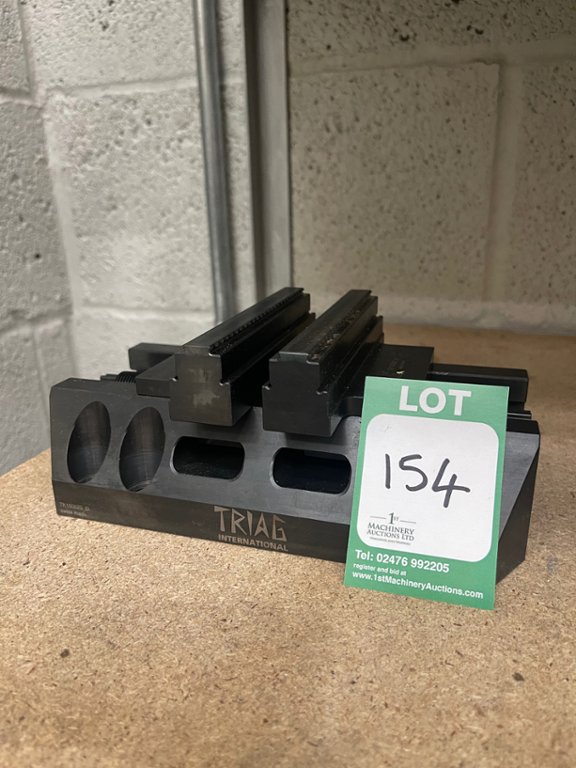 LOT
154
1ST
MACHINERY
AUCTIONS LTD
Tel: 02476 992205
register and bid at
www.1stMachineryAuctions.com
TRIAG
INTERNATIONAL